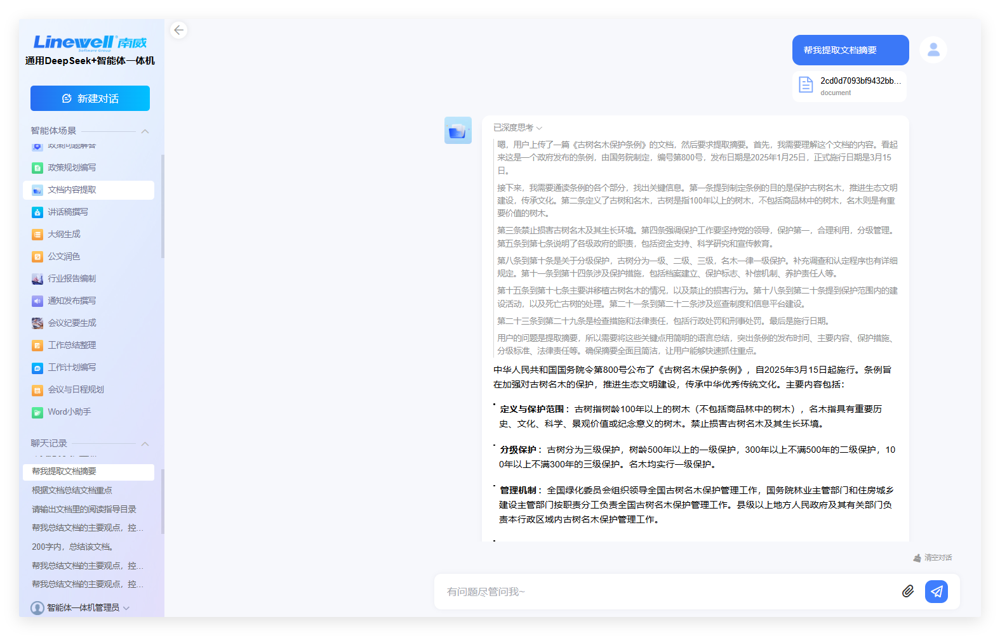 Linewell 南威
Software Group
通用DeepSeek+智能体一体机
新建对话
智能体场景
政策问题解答
政策规划编写
文档内容提取
讲话稿撰写
大纲生成
公文润色
行业报告编制
通知发布撰写
会议纪要生成
工作总结整理
工作计划编写
会议与日程规划
Word小助手
聊天记录
帮我提取文档摘要
根据文档总结文档重点
请输出文档里的阅读指导目录
帮我总结文档的主要观点，控...
200字内，总结该文档。
帮我总结文档的主要观点，控...
帮我总结文档的主要观点，控...
智能体一体机管理员
帮我提取文档摘要
2cd0d7093bf9432bb...
document
已深度思考
嗯，用户上传了一篇《古树名木保护条例》的文档，然后要求提取摘要。首先，我需要理解这个文档的内容。看起
来这是一个政府发布的条例，由国务院制定，编号第800号，发布日期是2025年1月25日，正式施行日期是3月15
日。
接下来，我需要通读条例的各个部分，找出关键信息。第一条提到制定条例的目的是保护古树名木，推进生态文明
建设，传承文化。第二条定义了古树和名木，古树是指100年以上的树木，不包括商品林中的树木，名木则是有重
要价值的树木。
第三条禁止损害古树名木及其生长环境。第四条强调保护工作要坚持党的领导，保护第一，合理利用，分级管理。
第五条到第七条说明了各级政府的职责，包括资金支持、科学研究和宣传教育。
第八条到第十条是关于分级保护，古树分为一级、二级、三级，名木一律一级保护。补充调查和认定程序也有详细
规定。第十一条到第十四条涉及保护措施，包括档案建立、保护标志、补偿机制、养护责任人等。
第十五条到第十七条主要讲移植古树名木的情况，以及禁止的损害行为。第十八条到第二十条提到保护范围内的建
设活动，以及死亡古树的处理。第二十一条到第二十二条涉及巡查制度和信息平台建设。
第二十三条到第二十九条是检查措施和法律责任，包括行政处罚和刑事处罚。最后是施行日期。
用户的问题是提取摘要，所以需要将这些关键点用简明的语言总结，突出条例的发布时间、主要内容、保护措施、
分级标准、法律责任等。确保摘要全面且简洁，让用户能够快速抓住重点。
中华人民共和国国务院令第800号公布了《古树名木保护条例》，自2025年3月15日起施行。条例旨
在加强对古树名木的保护，推进生态文明建设，传承中华优秀传统文化。主要内容包括：
· 定义与保护范围：古树指树龄100年以上的树木（不包括商品林中的树木），名木指具有重要历
史、文化、科学、景观价值或纪念意义的树木。禁止损害古树名木及其生长环境。
· 分级保护：古树分为三级保护，树龄500年以上的一级保护，300年以上不满500年的二级保护，10
0年以上不满300年的三级保护。名木均实行一级保护。
· 管理机制：全国绿化委员会组织领导全国古树名木保护管理工作，国务院林业主管部门和住房城乡
建设主管部门按职责分工负责全国古树名木保护管理工作。县级以上地方人民政府及其有关部门负
责本行政区域内古树名木保护管理工作。
清空对话
有问题尽管问我~